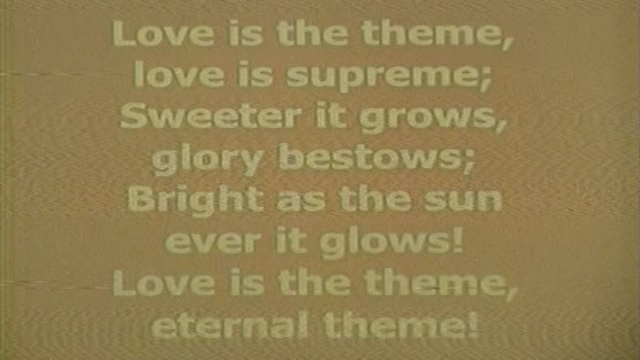 Love is the theme,
love is supreme;
Sweeter it grows,
glory bestows;
Bright as the sun
ever it glows!
Love is the theme,
eternal theme!